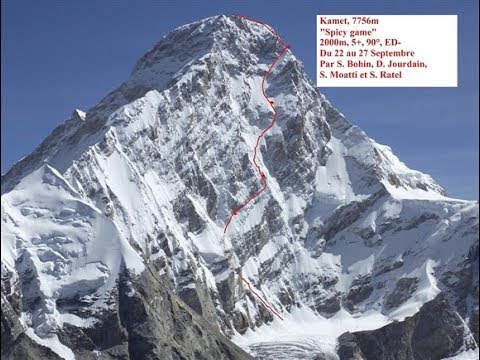 Kamet, 7756m
"Spicy game"
2000m, 5+, 90°, ED-
Du 22 au 27 Septembre
Par S. Bohin, D. Jourdain,
S. Moatti et S. Ratel